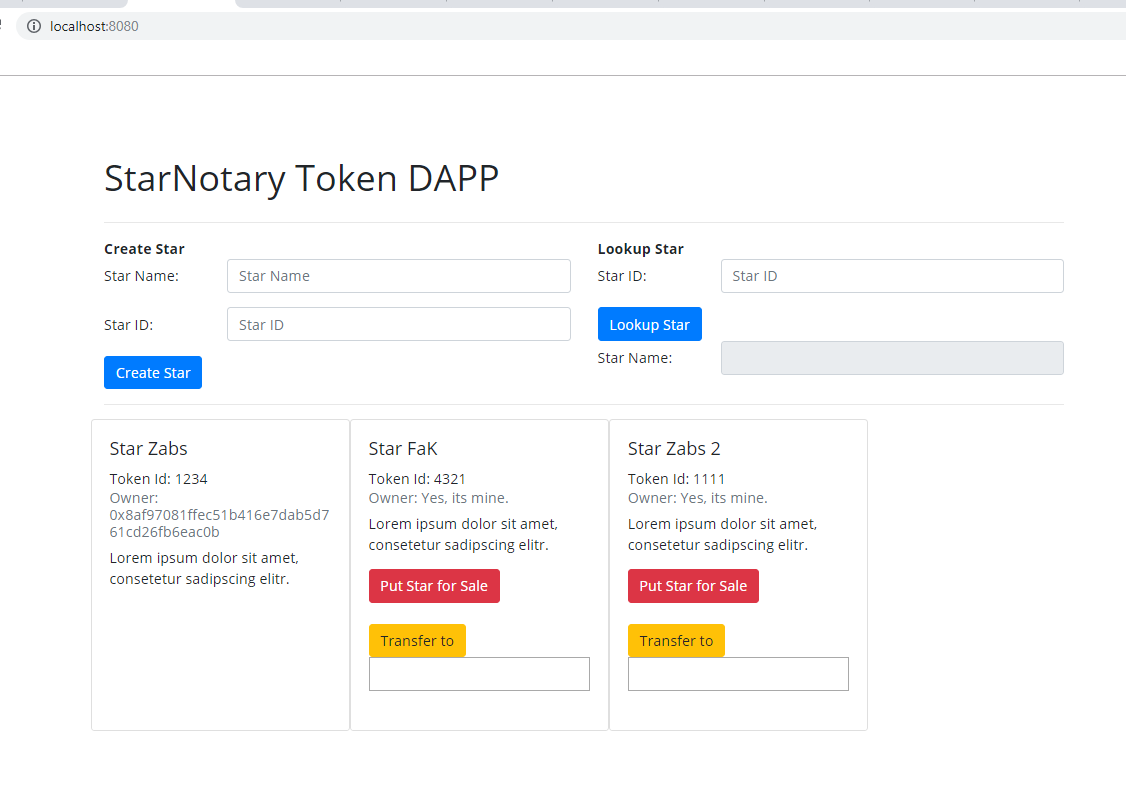 localhost:8080
StarNotary Token DAPP
Create Star
Star Name:
Star Name
Star ID:
Star ID
Create Star
Lookup Star
Star ID:
Star ID
Lookup Star
Star Name:
Star Zabs
Token Id: 1234
Owner:
0x8af97081ffec51b416e7dab5d7
61cd26fb6eac0b
Lorem ipsum dolor sit amet,
consetetur sadipscing elitr.
Star FaK
Token Id: 4321
Owner: Yes, its mine.
Lorem ipsum dolor sit amet,
consetetur sadipscing elitr.
Put Star for Sale
Transfer to
Star Zabs 2
Token Id: 1111
Owner: Yes, its mine.
Lorem ipsum dolor sit amet,
consetetur sadipscing elitr.
Put Star for Sale
Transfer to